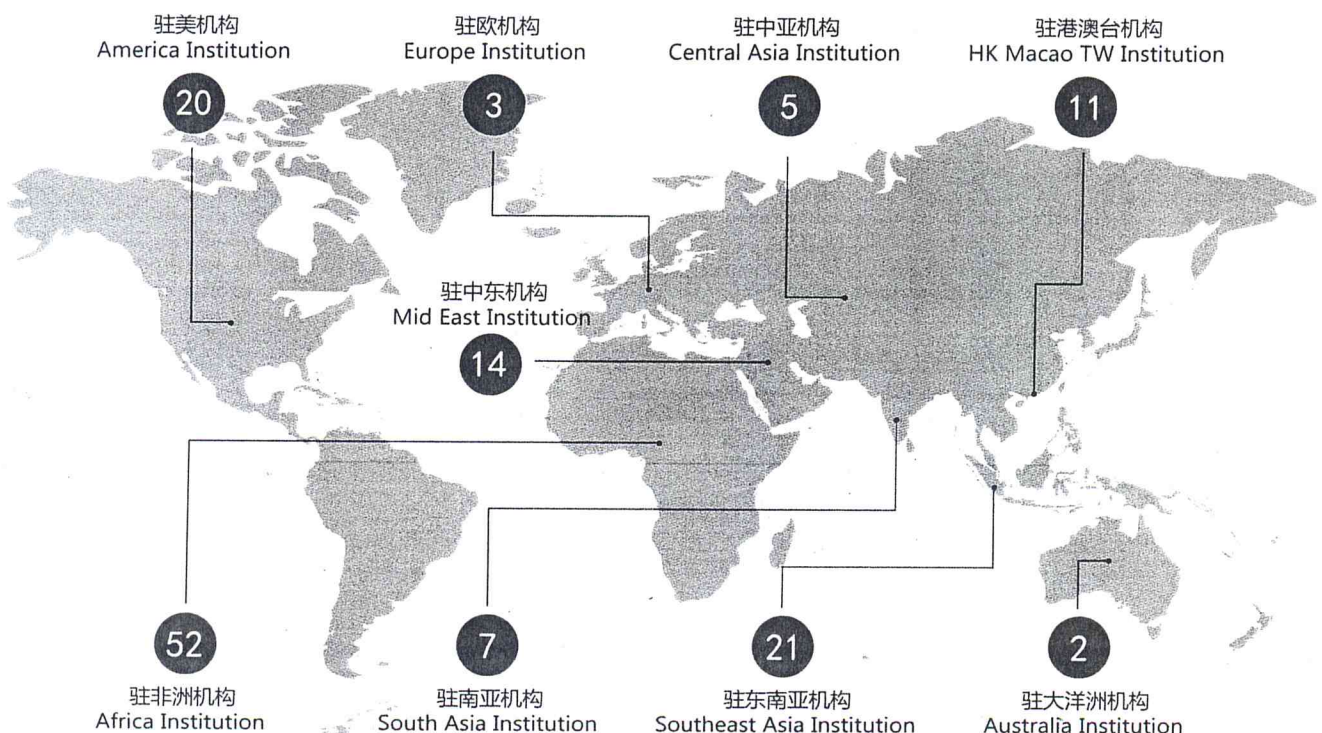 驻美机构
America Institution
20
驻欧机构
Europe Institution
3
驻中亚机构
Central Asia Institution
5
驻港澳台机构
HK Macao TW Institution
11
驻中东机构
Mid East Institution
14
52
驻非洲机构
Africa Institution
7
驻南亚机构
South Asia Institution
21
驻东南亚机构
Southeast Asia Institution
2
驻大洋洲机构
Australia Institution